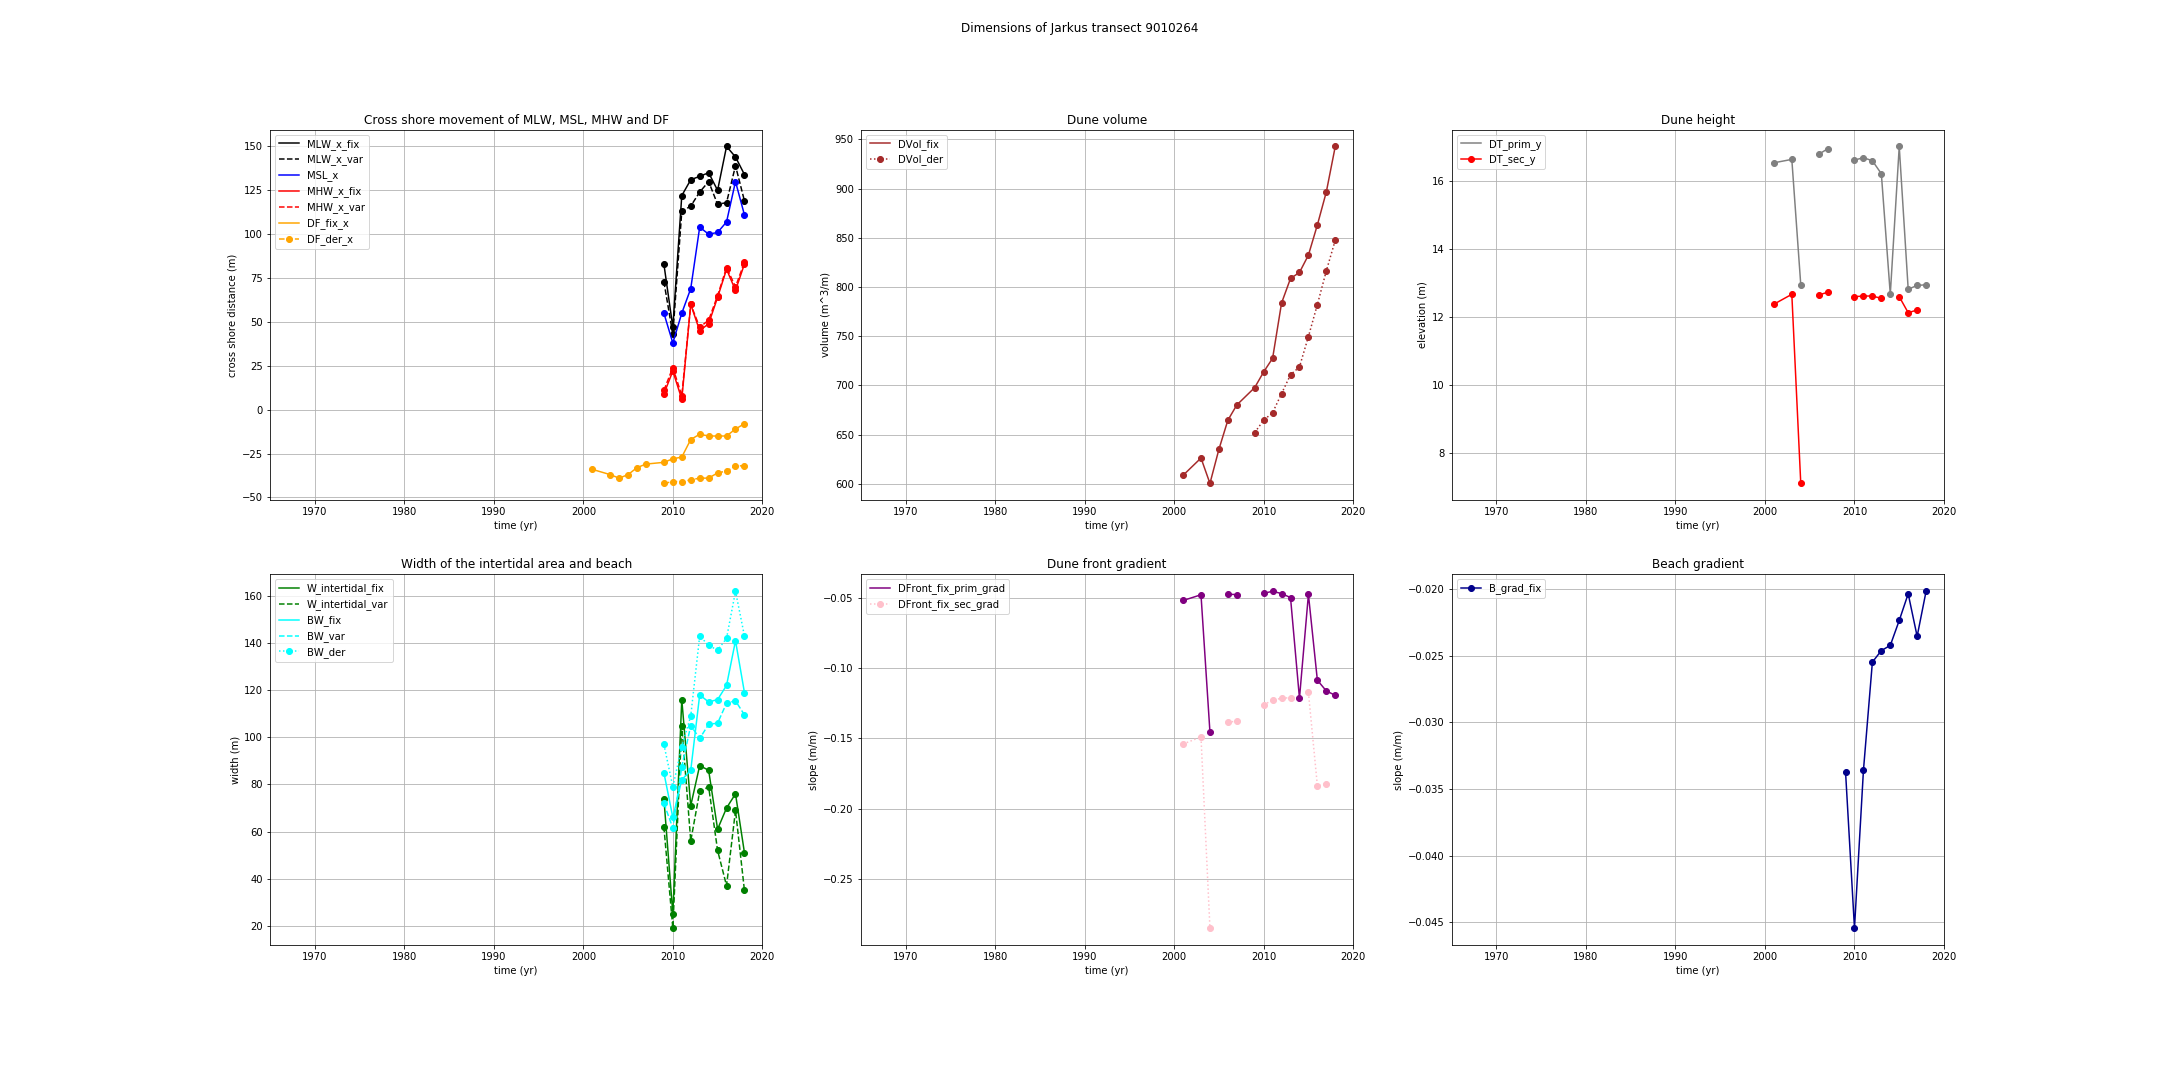 Dimensions of Jarkus transect 9010264
Cross shore movement of MLW, MSL, MHW and DF
MLW_x_fix
MLW_x_var
MSL_x
MHW_x_fix
MHW_x_var
DF_fix_x
DF_der_x
cross shore distance (m)
150
125
100
75
50
25
0
−25
−50
1970 1980 1990 2000 2010 2020
time (yr)
Dune volume
DVol_fix
DVol_der
volume (m^3/m)
950
900
850
800
750
700
650
600
1970 1980 1990 2000 2010 2020
time (yr)
Dune height
DT_prim_y
DT_sec_y
elevation (m)
16
14
12
10
8
1970 1980 1990 2000 2010 2020
time (yr)
Width of the intertidal area and beach
W_intertidal_fix
W_intertidal_var
BW_fix
BW_var
BW_der
width (m)
160
140
120
100
80
60
40
20
1970 1980 1990 2000 2010 2020
time (yr)
Dune front gradient
DFront_fix_prim_grad
DFront_fix_sec_grad
slope (m/m)
−0.05
−0.10
−0.15
−0.20
−0.25
1970 1980 1990 2000 2010 2020
time (yr)
Beach gradient
B_grad_fix
slope (m/m)
−0.020
−0.025
−0.030
−0.035
−0.040
−0.045
1970 1980 1990 2000 2010 2020
time (yr)